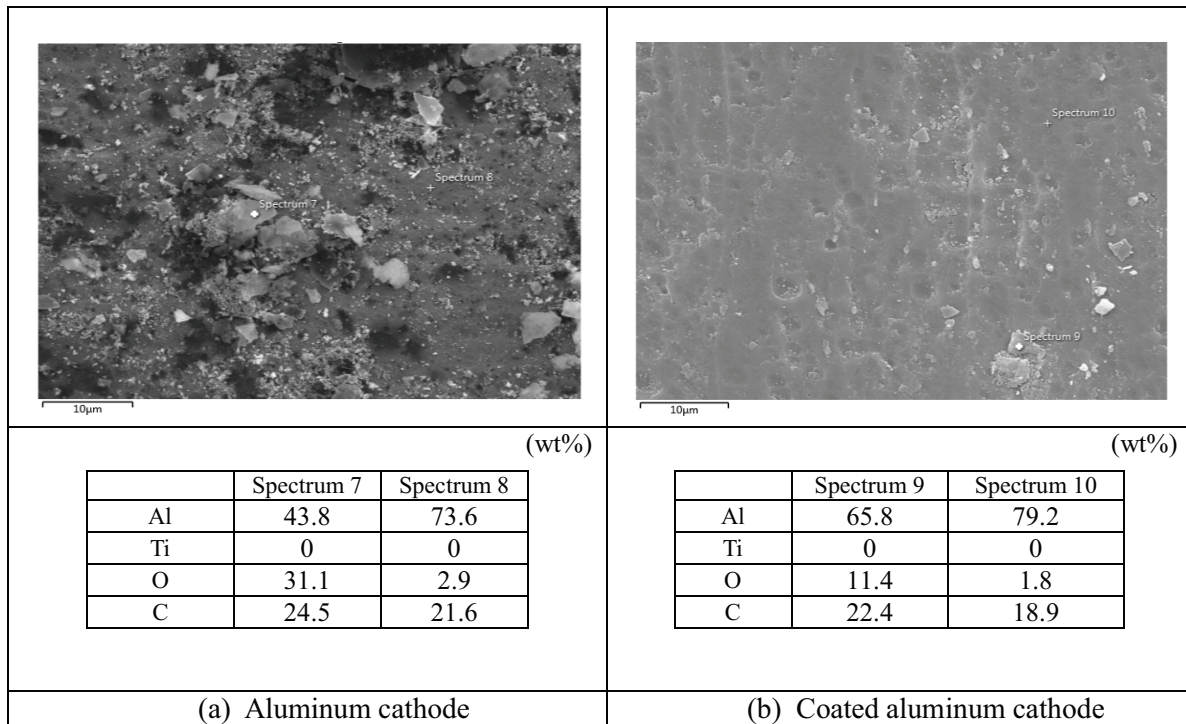 Spectrum 8
Spectrum 7
10µm
Spectrum 10
Spectrum 9
10µm
(wt%)
Spectrum 7 Spectrum 8
Al 43.8 73.6
Ti 0 0
O 31.1 2.9
C 24.5 21.6
(wt%)
Spectrum 9 Spectrum 10
Al 65.8 79.2
Ti 0 0
O 11.4 1.8
C 22.4 18.9
(a) Aluminum cathode
(b) Coated aluminum cathode